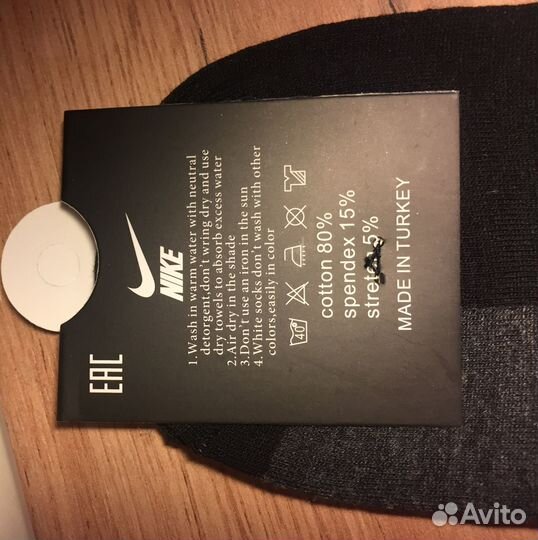 NIKE
1.Wash in warm water with neutral
detorgent,don't wring dry and use
dry towels to absorb excess water
2.Air dry in the shade
3.Don't use an iron in the sun
4.White socks don't wash with other
colors,easily in color
40°
cotton 80%
spendex 15%
5%
MADE IN TURKEY
EAC
Avito